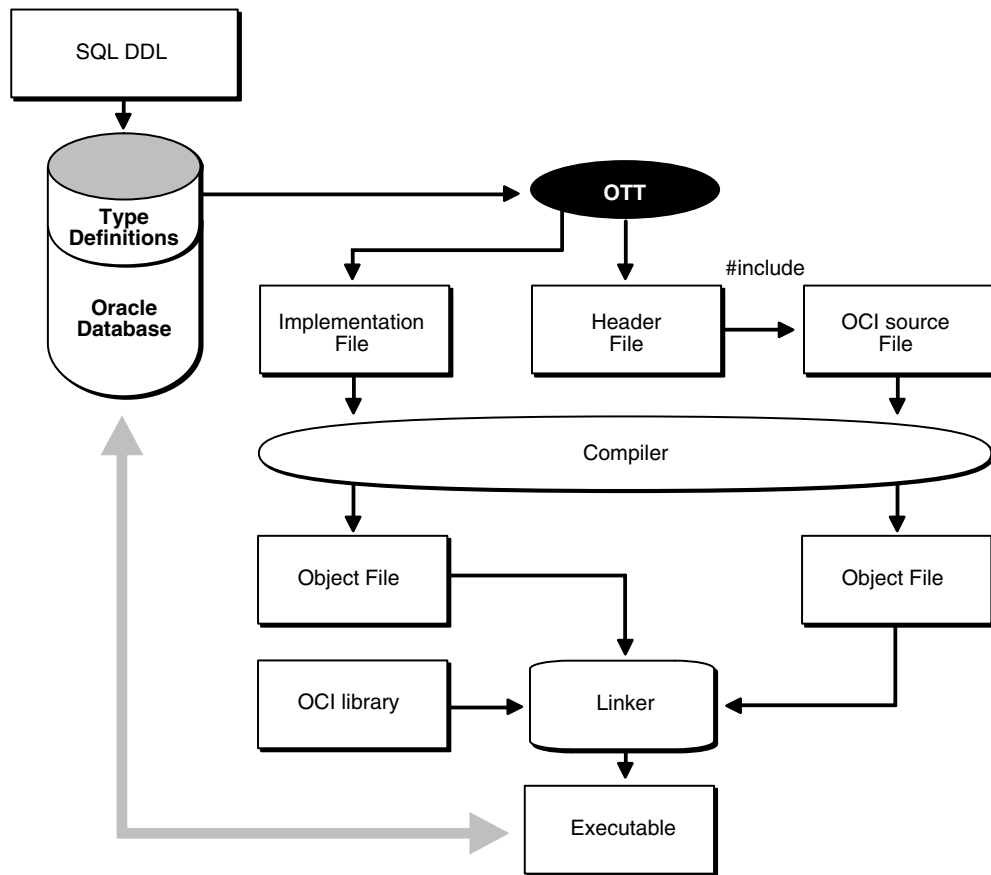 SQL DDL
OTT
Type
Definitions
Oracle
Database
#include
Implementation
File
Header
File
OCI source
File
Compiler
Object File
Object File
OCI library
Linker
Executable